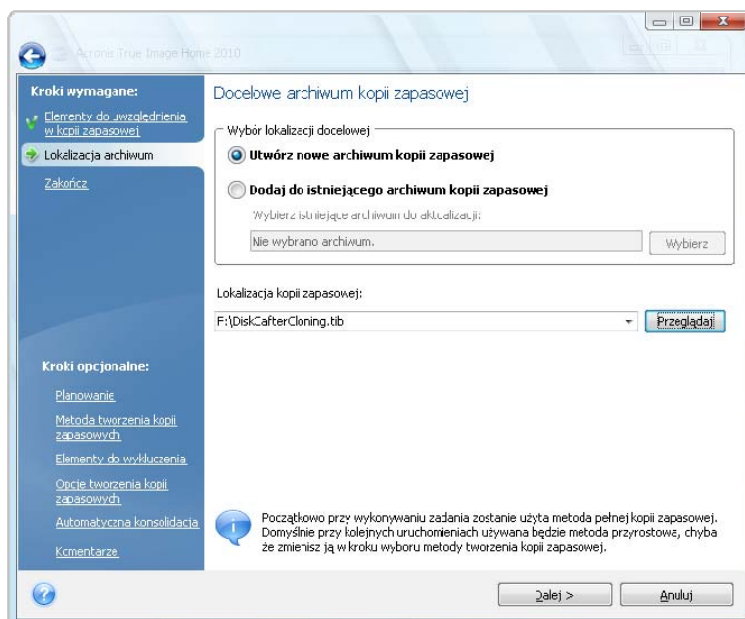 Acronis True Image Home 2010
Kroki wymagane:
Elementy do uwzględnienia
w kopii zapasowej
Lokalizacja archiwum
Zakończ
Kroki opcjonalne:
Planowanie
Metoda tworzenia kopii
zapasowych
Elementy do wykluczenia
Opcje tworzenia kopii
zapasowych
Automatyczna konsolidacja
Komentarze
Docelowe archiwum kopii zapasowej
Wybór lokalizacji docelowej
Utwórz nowe archiwum kopii zapasowej
Dodaj do istniejącego archiwum kopii zapasowej
Wybierz istniejące archiwum do aktualizacji:
Nie wybrano archiwum.
Wybierz
Lokalizacja kopii zapasowej:
F:\DiskCafterCloning.tib
Przeglądaj
Początkowo przy wykonywaniu zadania zostanie użyta metoda pełnej kopii zapasowej.
Domyślnie przy kolejnych uruchomieniach używana będzie metoda przyrostowa, chyba
że zmienisz ją w kroku wyboru metody tworzenia kopii zapasowej.
Dalej >
Anuluj